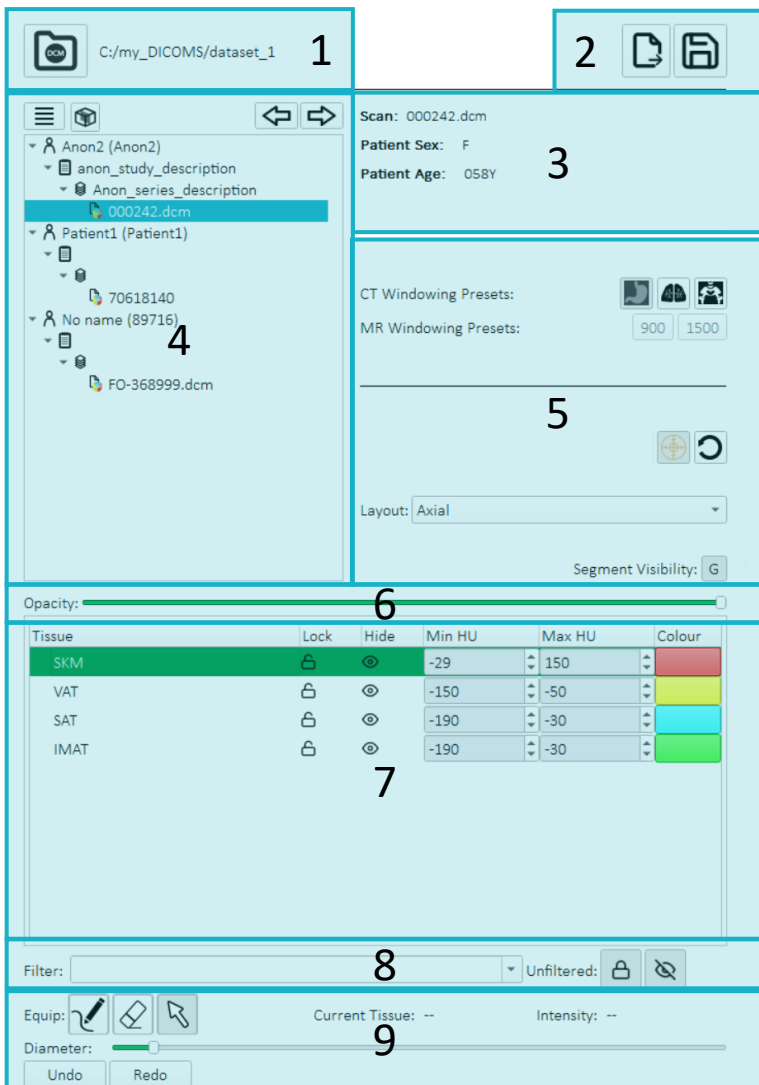 DCM
C:/my_DICOMS/dataset_1
1
2
Anon2 (Anon2)
anon_study_description
Anon_series_description
000242.dcm
Patient1 (Patient1)
70618140
No name (89716)
FO-368999.dcm
4
Scan: 000242.dcm
Patient Sex: F
Patient Age: 058Y
3
CT Windowing Presets:
MR Windowing Presets: 900 1500
5
Layout: Axial
Segment Visibility: G
Opacity:
6
Tissue Lock Hide Min HU Max HU Colour
SKM -29 150
VAT -150 -50
SAT -190 -30
IMAT -190 -30
7
Filter: 8 Unfiltered:
Equip: Current Tissue: -- Intensity: --
Diameter: 9
Undo Redo